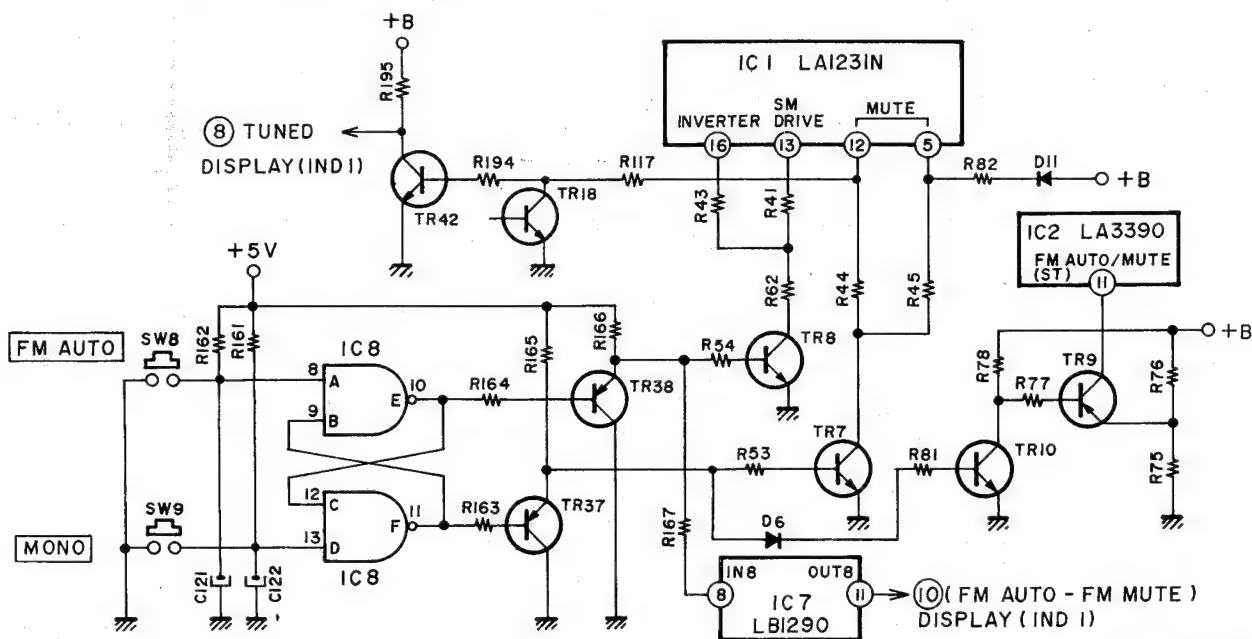 +B
R195
⑧ TUNED
DISPLAY (IND 1)
TR42
R194
TR18
R117
IC1 LA1231N
INVERTER
SM
DRIVE
MUTE
16
13
12
5
R43
R41
R82
D11
+B
IC2 LA3390
FM AUTO/MUTE
(ST)
11
R62
R44
R45
+5V
FM AUTO
SW8
R162
R161
IC8
8
A
9
B
10
E
R164
R165
R166
TR38
R54
TR8
+B
R78
R77
TR9
R76
R75
12
C
13
D
11
F
IC8
R163
TR37
R53
TR7
R81
TR10
D6
R167
MONO
SW9
C121
C122
IN8
OUT8
8
11
IC7
LB1290
⑩ (FM AUTO - FM MUTE)
DISPLAY (IND 1)